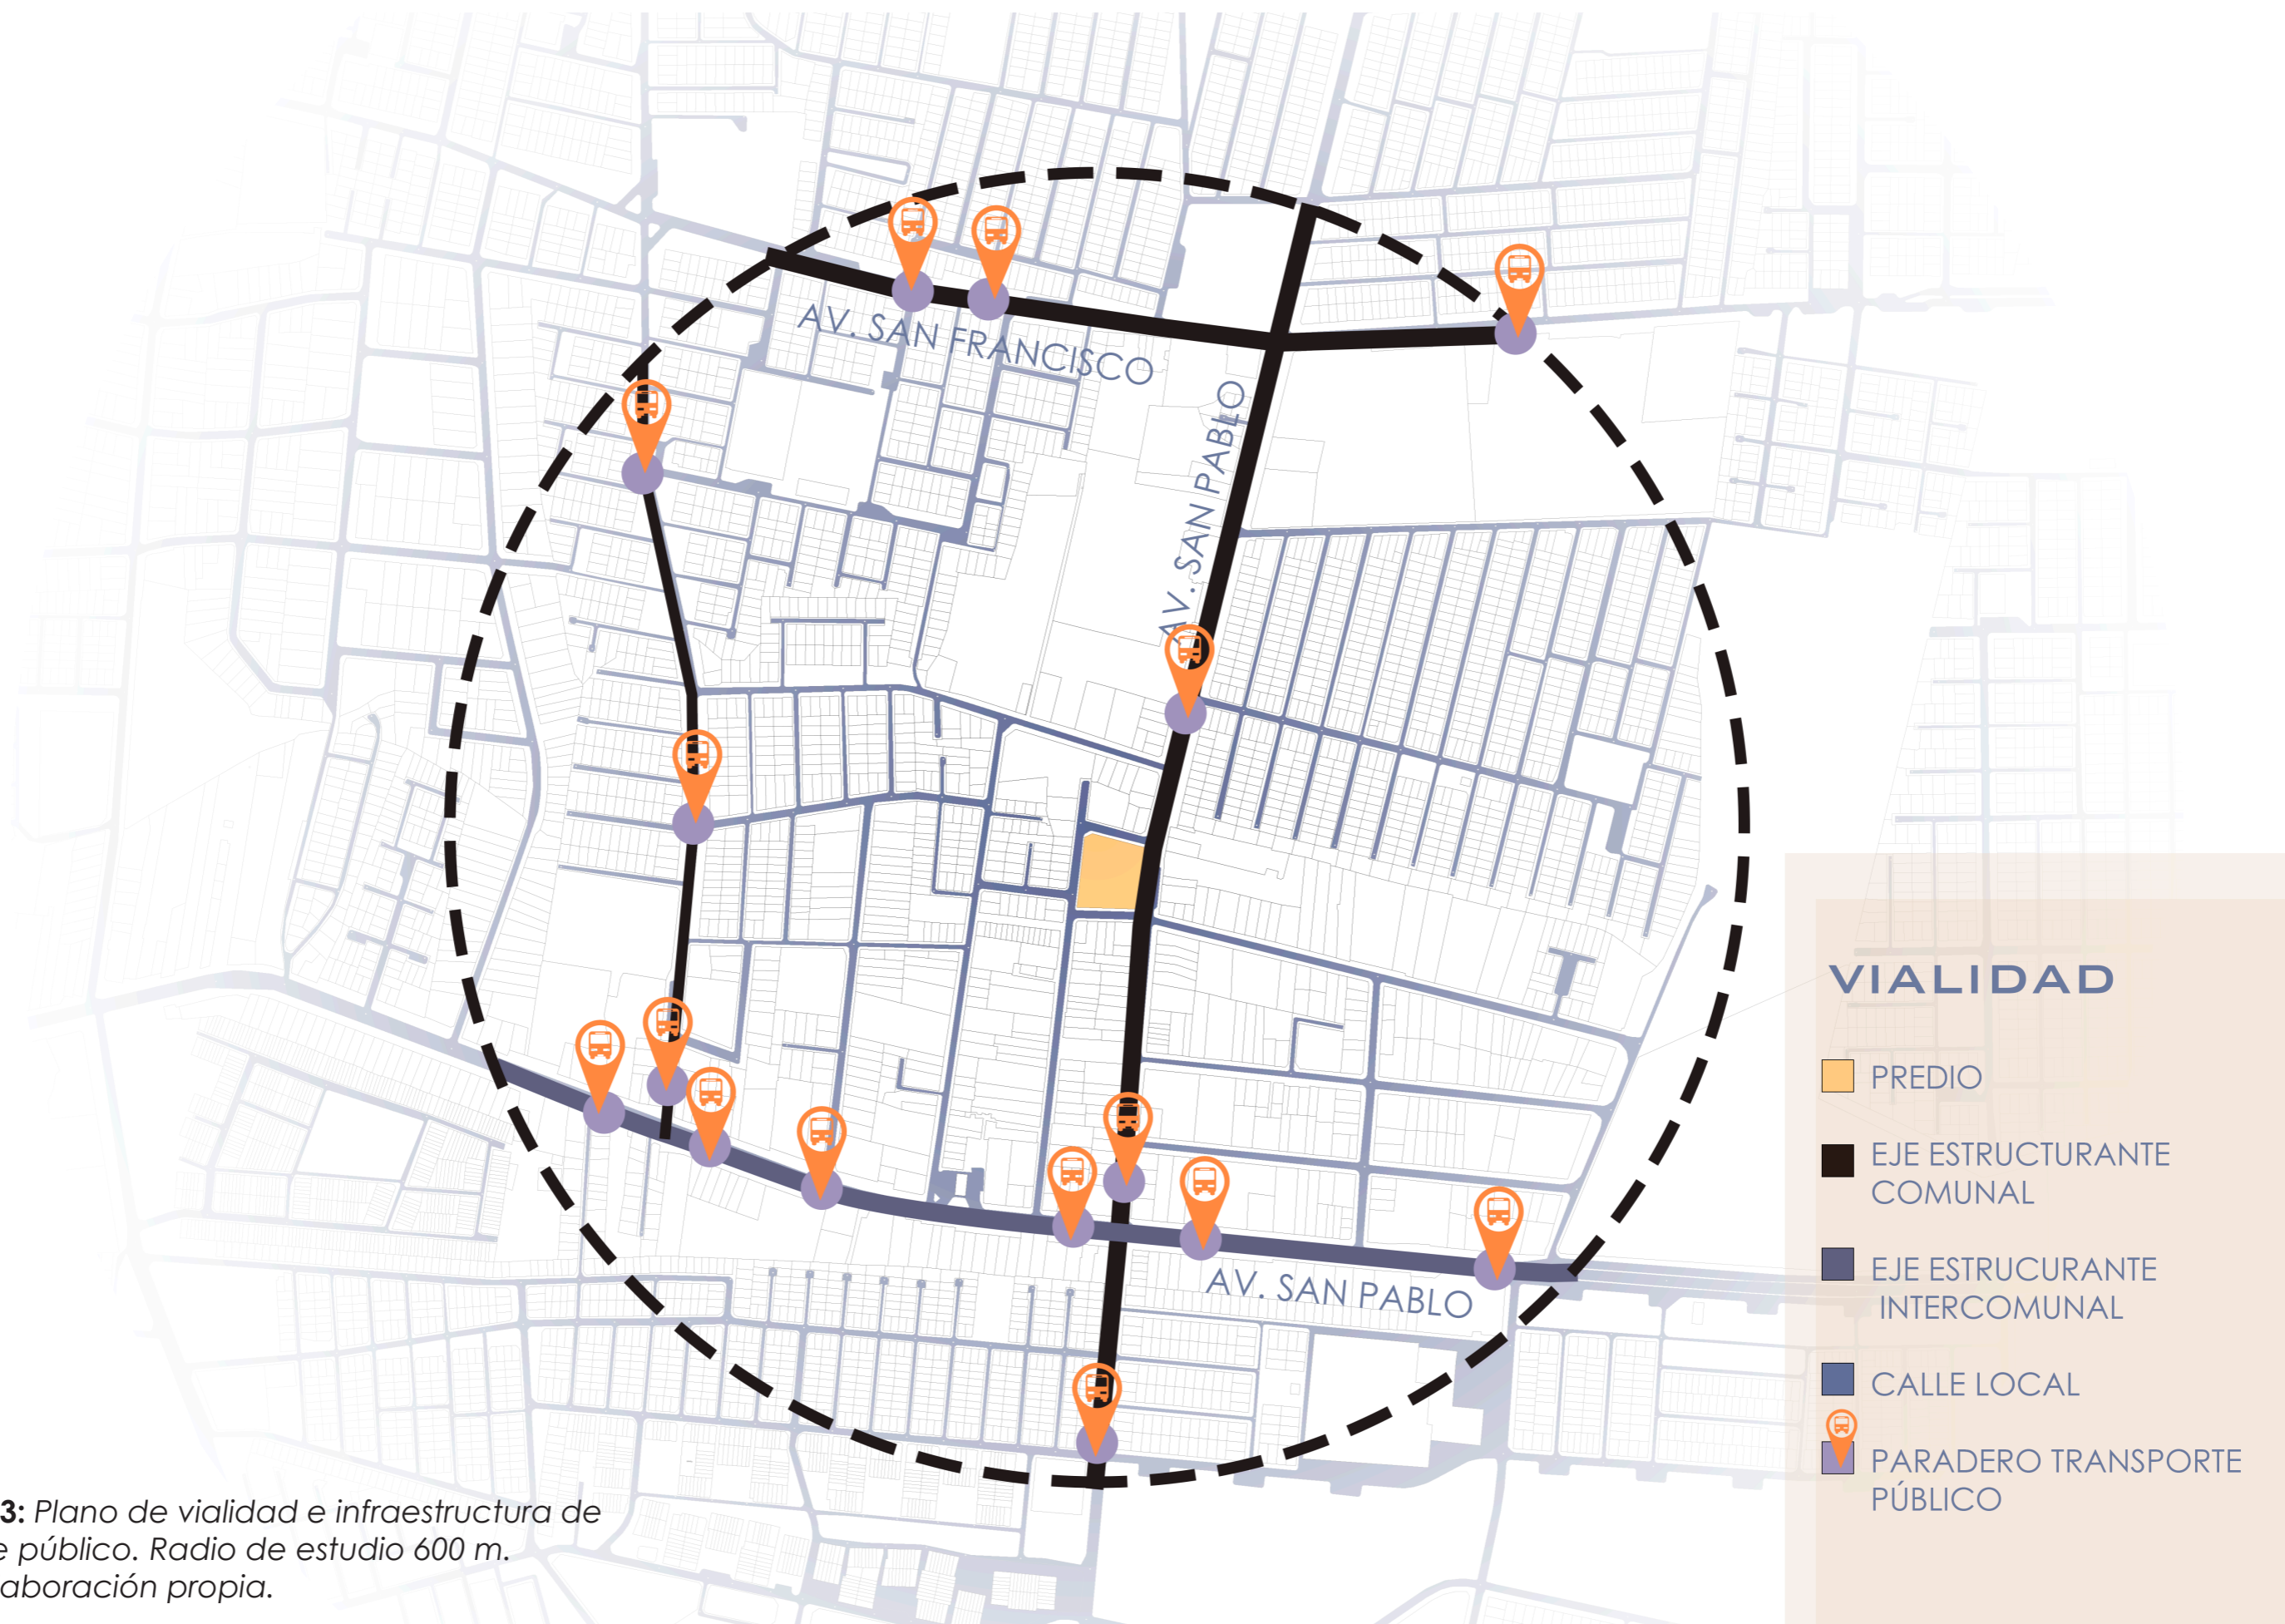 AV. SAN FRANCISCO
AV. SAN PABLO
AV. SAN PABLO
VIALIDAD
PREDIO
EJE ESTRUCTURANTE
COMUNAL
EJE ESTRUCURANTE
INTERCOMUNAL
CALLE LOCAL
PARADERO TRANSPORTE
PÚBLICO
3: Plano de vialidad e infraestructura de
e público. Radio de estudio 600 m.
aboración propia.